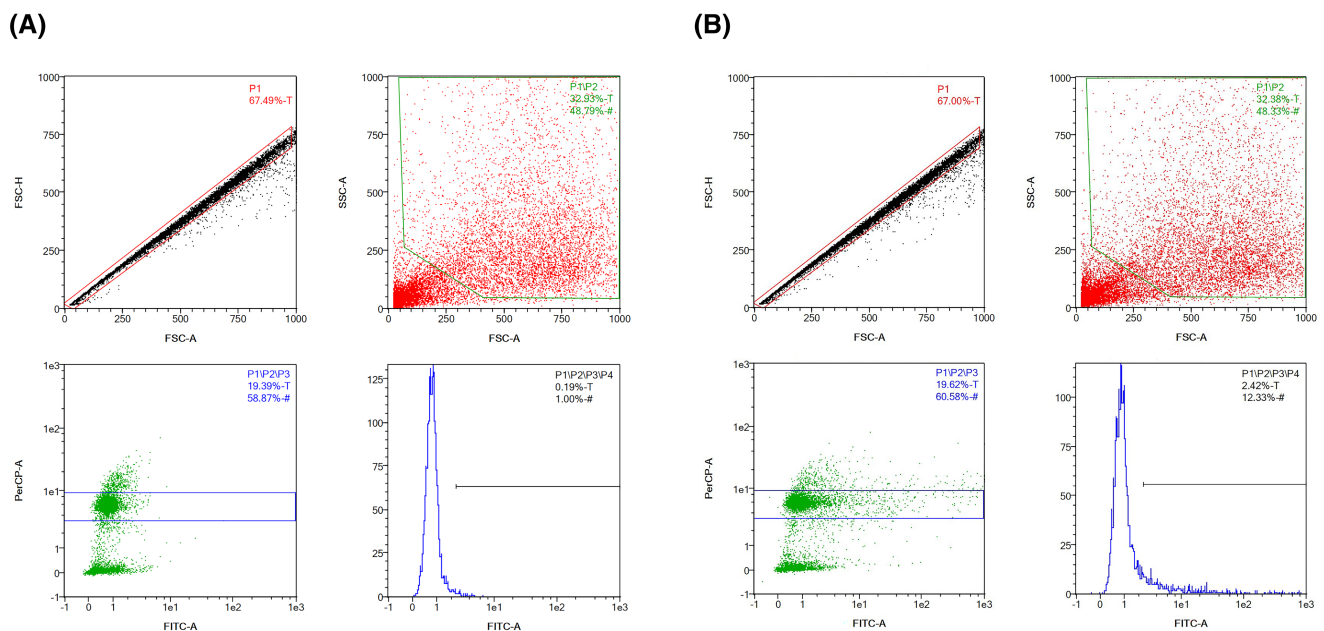 (A)
(B)
P1
67.49%-T
1000
750
500
250
0
FSC-H
0
250
500
750
1000
FSC-A
P1\P2
32.93%-T
48.79%-#
1000
750
500
250
0
SSC-A
0
250
500
750
1000
FSC-A
P1
67.00%-T
1000
750
500
250
0
FSC-H
0
250
500
750
1000
FSC-A
P1\P2
32.38%-T
48.33%-#
1000
750
500
250
0
SSC-A
0
250
500
750
1000
FSC-A
P1\P2\P3
19.39%-T
58.87%-#
1e3
1e2
1e1
1
0
-1
PerCP-A
-1
0
1
1e1
1e2
1e3
FITC-A
P1\P2\P3\P4
0.19%-T
1.00%-#
125
100
75
50
25
0
-1
0
1
1e1
1e2
1e3
FITC-A
P1\P2\P3
19.62%-T
60.58%-#
1e3
1e2
1e1
1
0
-1
PerCP-A
-1
0
1
1e1
1e2
1e3
FITC-A
P1\P2\P3\P4
2.42%-T
12.33%-#
100
75
50
25
0
-1
0
1
1e1
1e2
1e3
FITC-A